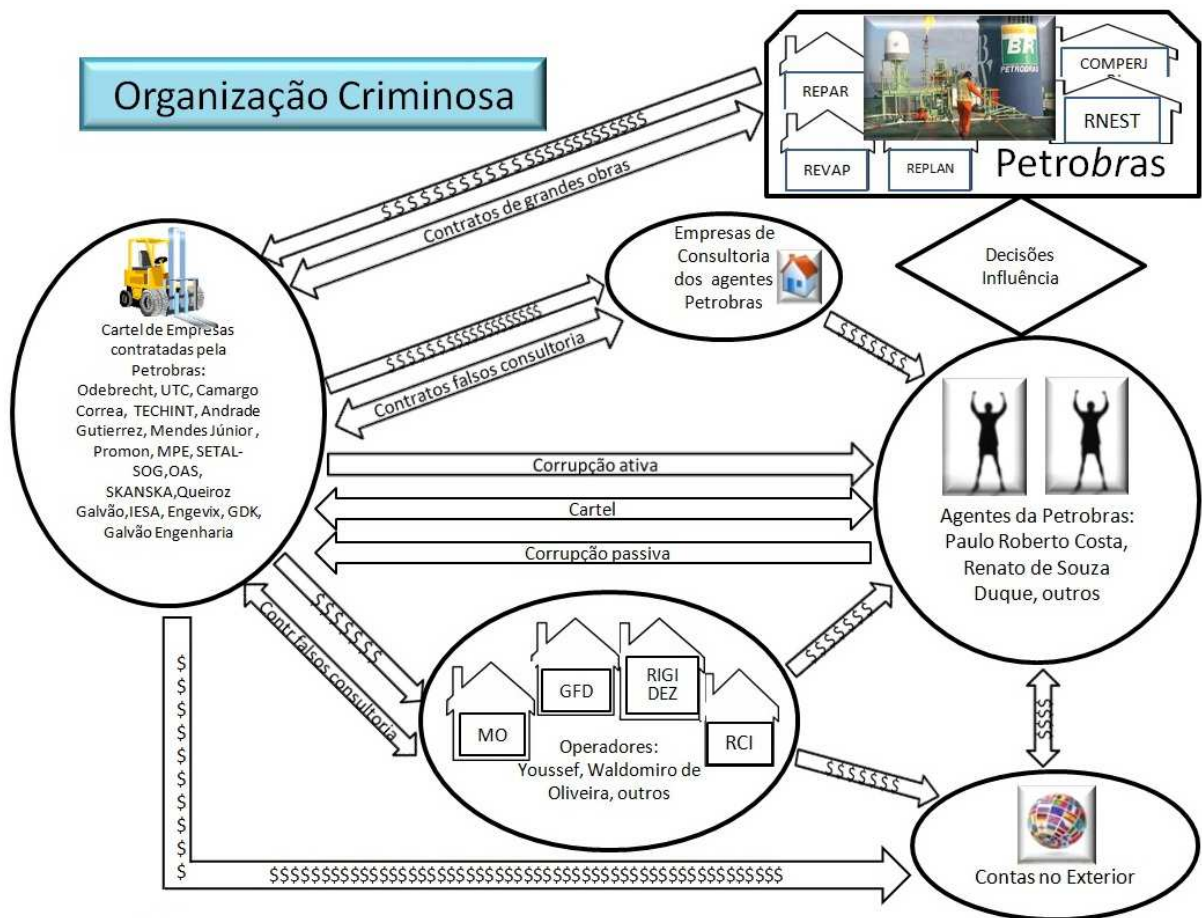 Organização Criminosa
REPAR
BR
PETROBRAS
COMPERJ
RNEST
REVAP
REPLAN
Petrobras
$$$$$$$$$$$$$$$$$$$$$$$$$$
Contratos de grandes obras
Empresas de
Consultoria
dos agentes
Petrobras
Decisões
Influência
Cartel de Empresas
contratadas pela
Petrobras:
Odebrecht, UTC, Camargo
Correa, TECHINT, Andrade
Gutierrez, Mendes Júnior ,
Promon, MPE, SETAL-
SOG,OAS,
SKANSKA,Queiroz
Galvão,IESA, Engevix, GDK,
Galvão Engenharia
$$$$$$$$$$$$$$$$$$$$
Contratos falsos consultoria
$$$$$$$
Corrupção ativa
Cartel
Corrupção passiva
Agentes da Petrobras:
Paulo Roberto Costa,
Renato de Souza
Duque, outros
$$$$$$$
Contr falsos consultoria
MO
GFD
RIGI
DEZ
RCI
Operadores:
Youssef, Waldomiro de
Oliveira, outros
$$$$$$$
$$$$$$$
$$$$
$
$
$
$
$
$
$
$
$
$
$$$$$$$$$$$$$$$$$$$$$$$$$$$$$$$$$$$$$$$$$$$$$$$$$$
Contas no Exterior